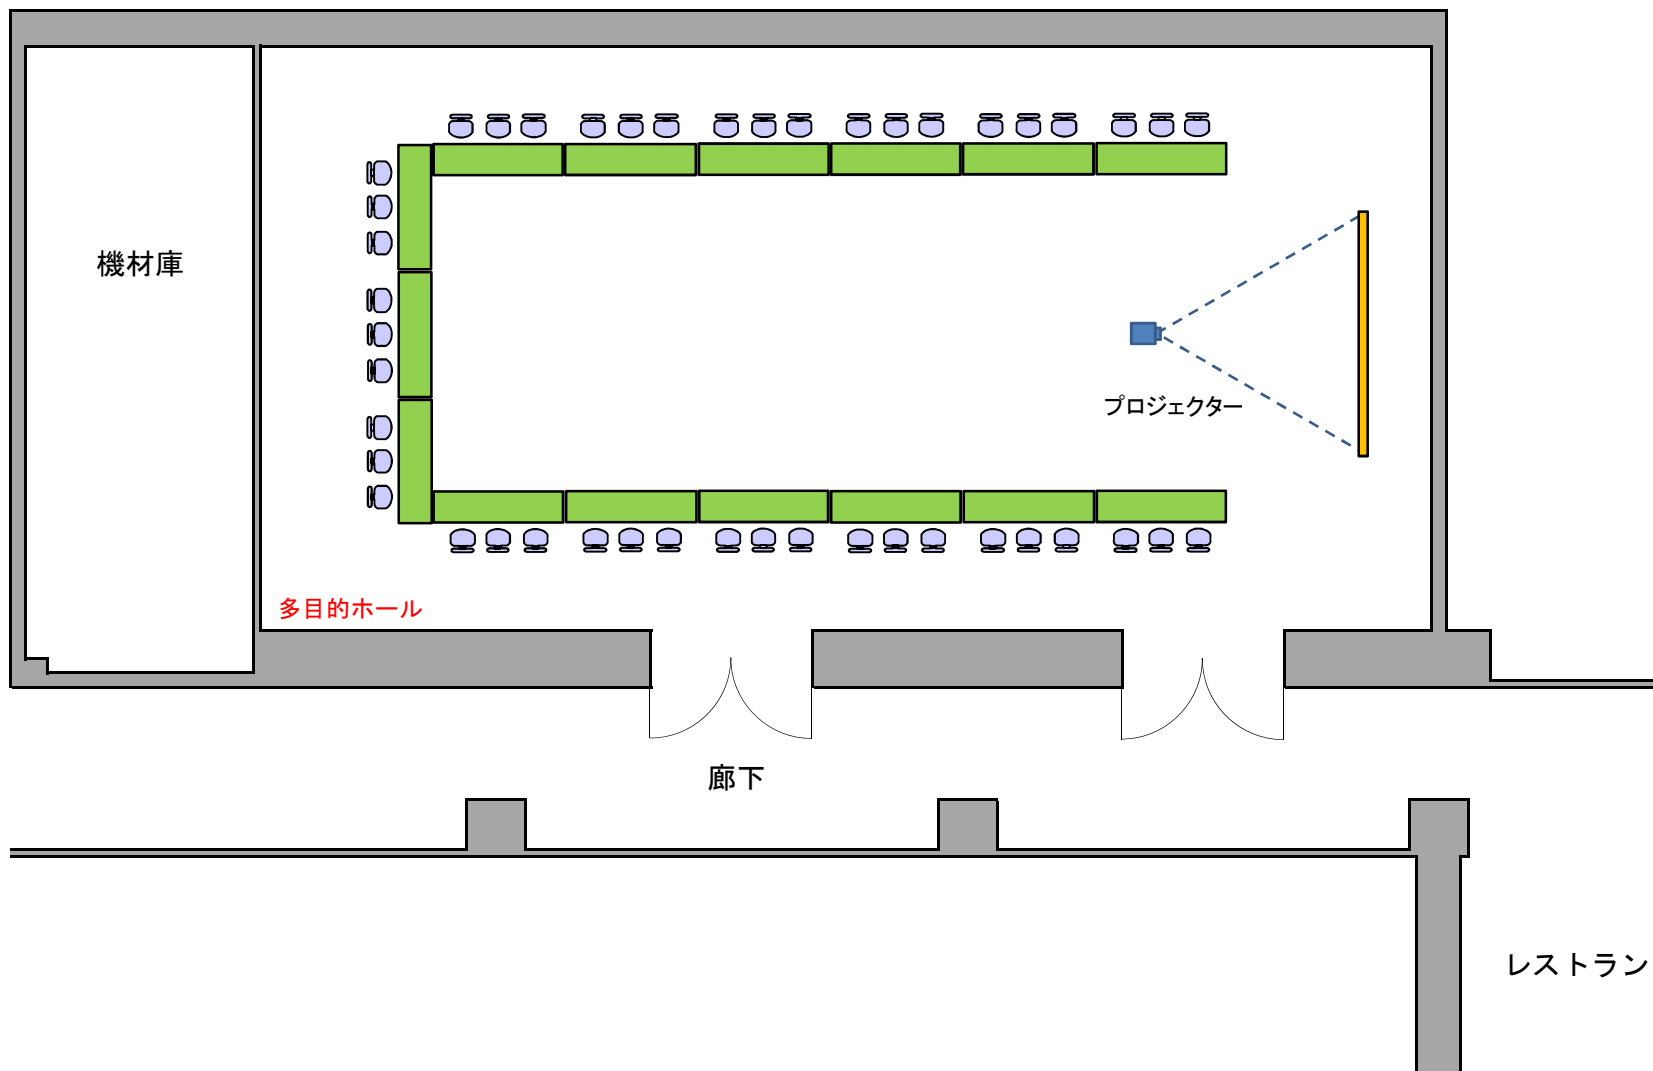 機材庫
プロジェクター
多目的ホール
廊下
レストラン